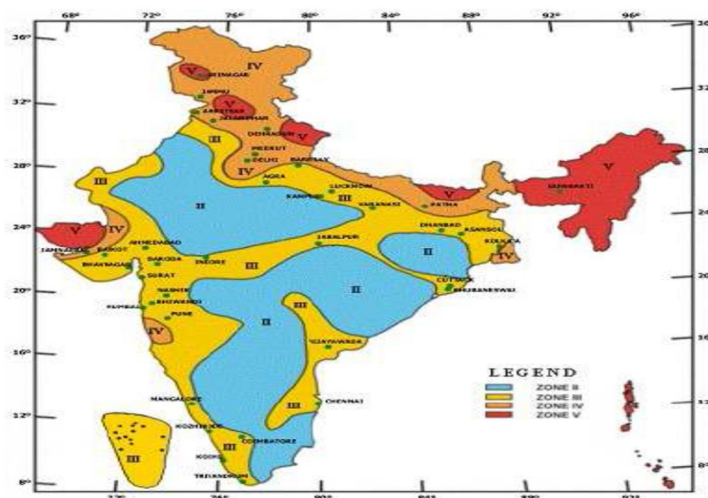 68° 72° 76° 80° 84° 88° 92° 96°
36°
32°
28°
24°
20°
16°
12°
8°
IV
V
SRINAGAR
JAMMU
V
AMRITSAR
JALANDHAR
DEHRADUN
V
III
MEERUT
DELHI
IV
BAREILLY
V
GUWAHATI
V
III
AGRA
LUCKNOW
KANPUR
III
VARANASI
PATNA
II
V
IV
AHMEDABAD
JABALPUR
DHANBAD
ASANSOL
JAMNAGAR
RAJKOT
II
KOLKATA
IV
BHAVNAGAR
BARODA
INDORE
III
SURAT
CUTTACK
BHUBANESWAR
NASHIK
II
BHIWANDI
III
MUMBAI
PUNE
II
IV
VIJAYAWADA
LEGEND
ZONE II
ZONE III
ZONE IV
ZONE V
MANGALORE
CHENNAI
III
KOZHIKODE
COIMBATORE
III
III
KOCHI
TRIVANDRUM